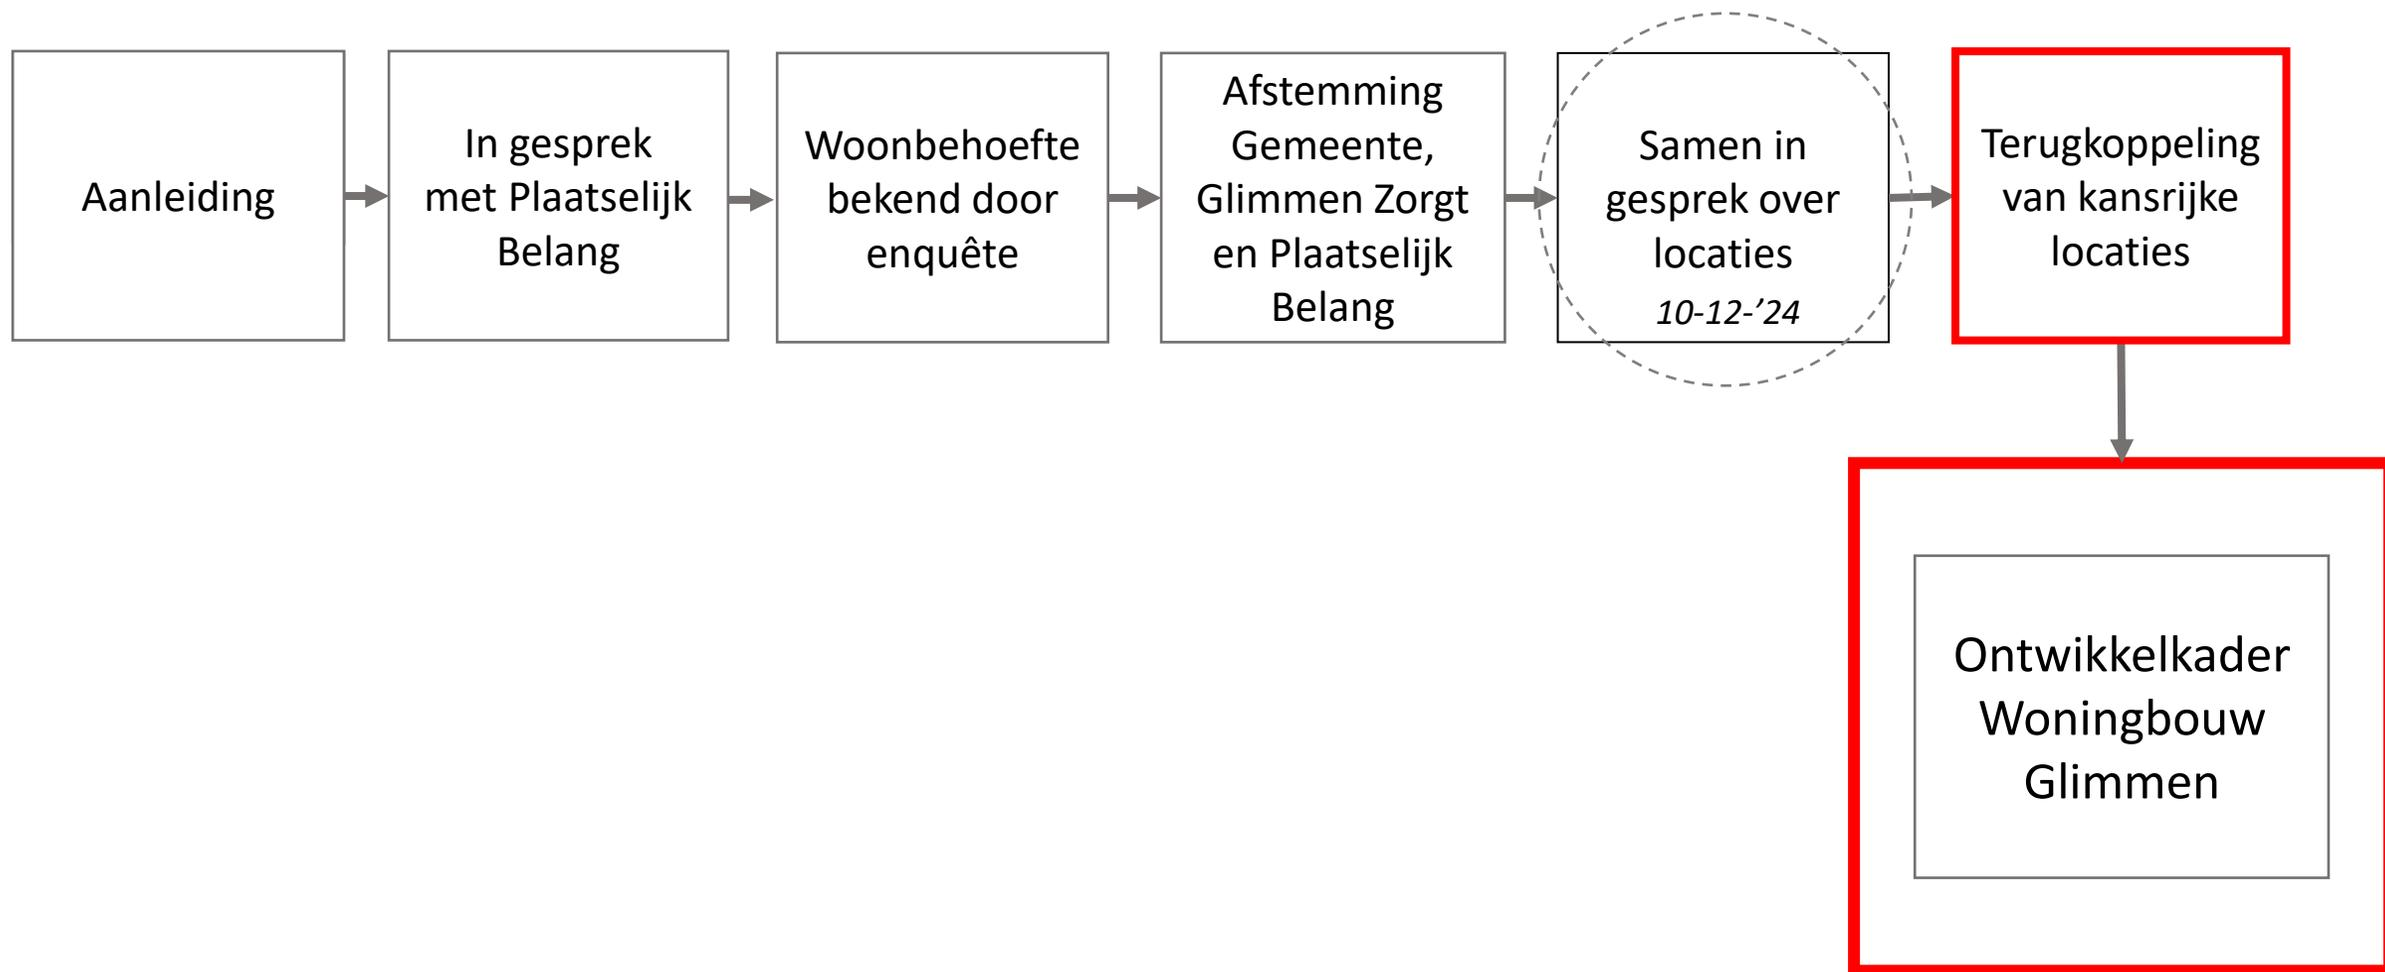 Aanleiding
In gesprek
met Plaatselijk
Belang
Woonbehoefte
bekend door
enquête
Afstemming
Gemeente,
Glimmen Zorgt
en Plaatselijk
Belang
Samen in
gesprek over
locaties
10-12-’24
Terugkoppeling
van kansrijke
locaties
Ontwikkelkader
Woningbouw
Glimmen